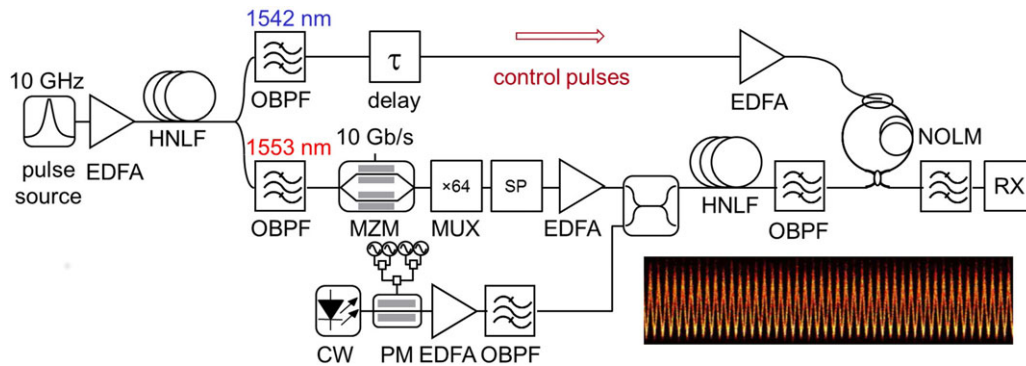 1542 nm
10 GHz
OBPF
τ
delay
control pulses
EDFA
HNLF
pulse
source
EDFA
NOLM
1553 nm
10 Gb/s
×64
SP
OBPF
MZM
MUX
EDFA
HNLF
OBPF
RX
CW
PM
EDFA
OBPF